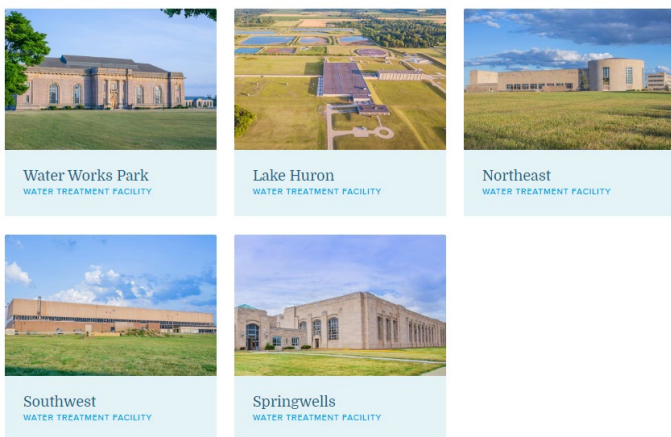 Water Works Park
WATER TREATMENT FACILITY
Lake Huron
WATER TREATMENT FACILITY
Northeast
WATER TREATMENT FACILITY
Southwest
WATER TREATMENT FACILITY
Springwells
WATER TREATMENT FACILITY